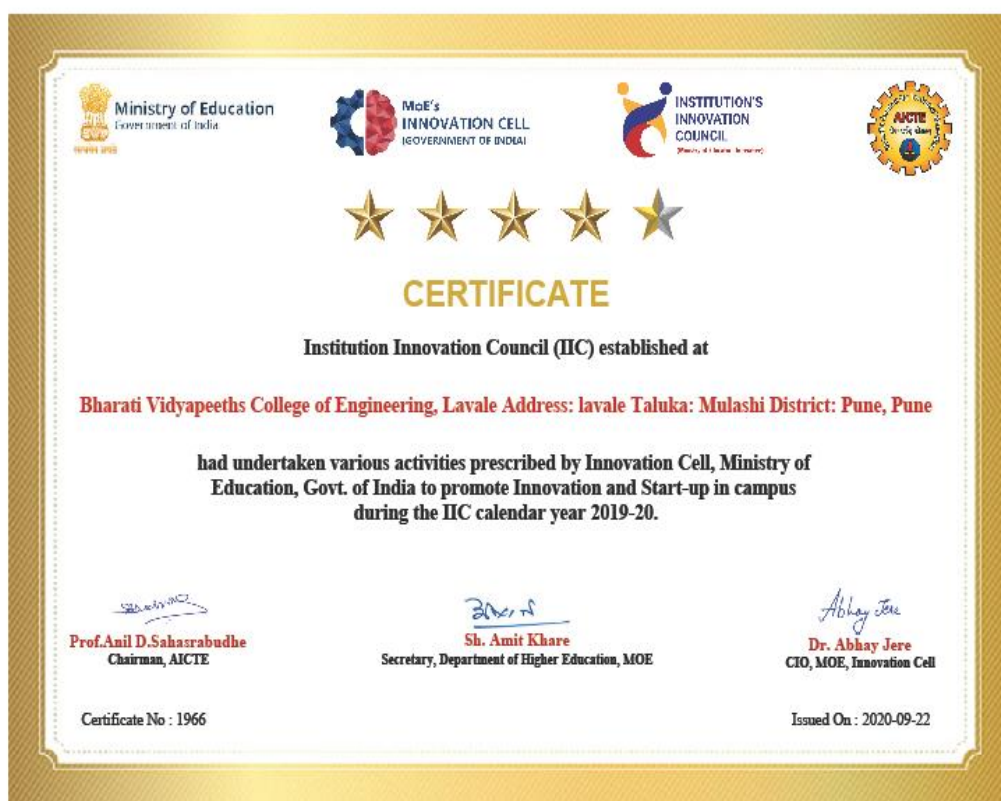 Ministry of Education
Government of India
MoE's
INNOVATION CELL
(GOVERNMENT OF INDIA)
INSTITUTION'S
INNOVATION
COUNCIL
AICTE
CERTIFICATE
Institution Innovation Council (IIC) established at
Bharati Vidyapeeths College of Engineering, Lavale Address: lavale Taluka: Mulashi District: Pune, Pune
had undertaken various activities prescribed by Innovation Cell, Ministry of
Education, Govt. of India to promote Innovation and Start-up in campus
during the IIC calendar year 2019-20.
Abhay Jere
Prof.Anil D.Sahasrabudhe
Chairman, AICTE
Sh. Amit Khare
Secretary, Department of Higher Education, MOE
Dr. Abhay Jere
CIO, MOE, Innovation Cell
Certificate No : 1966
Issued On : 2020-09-22